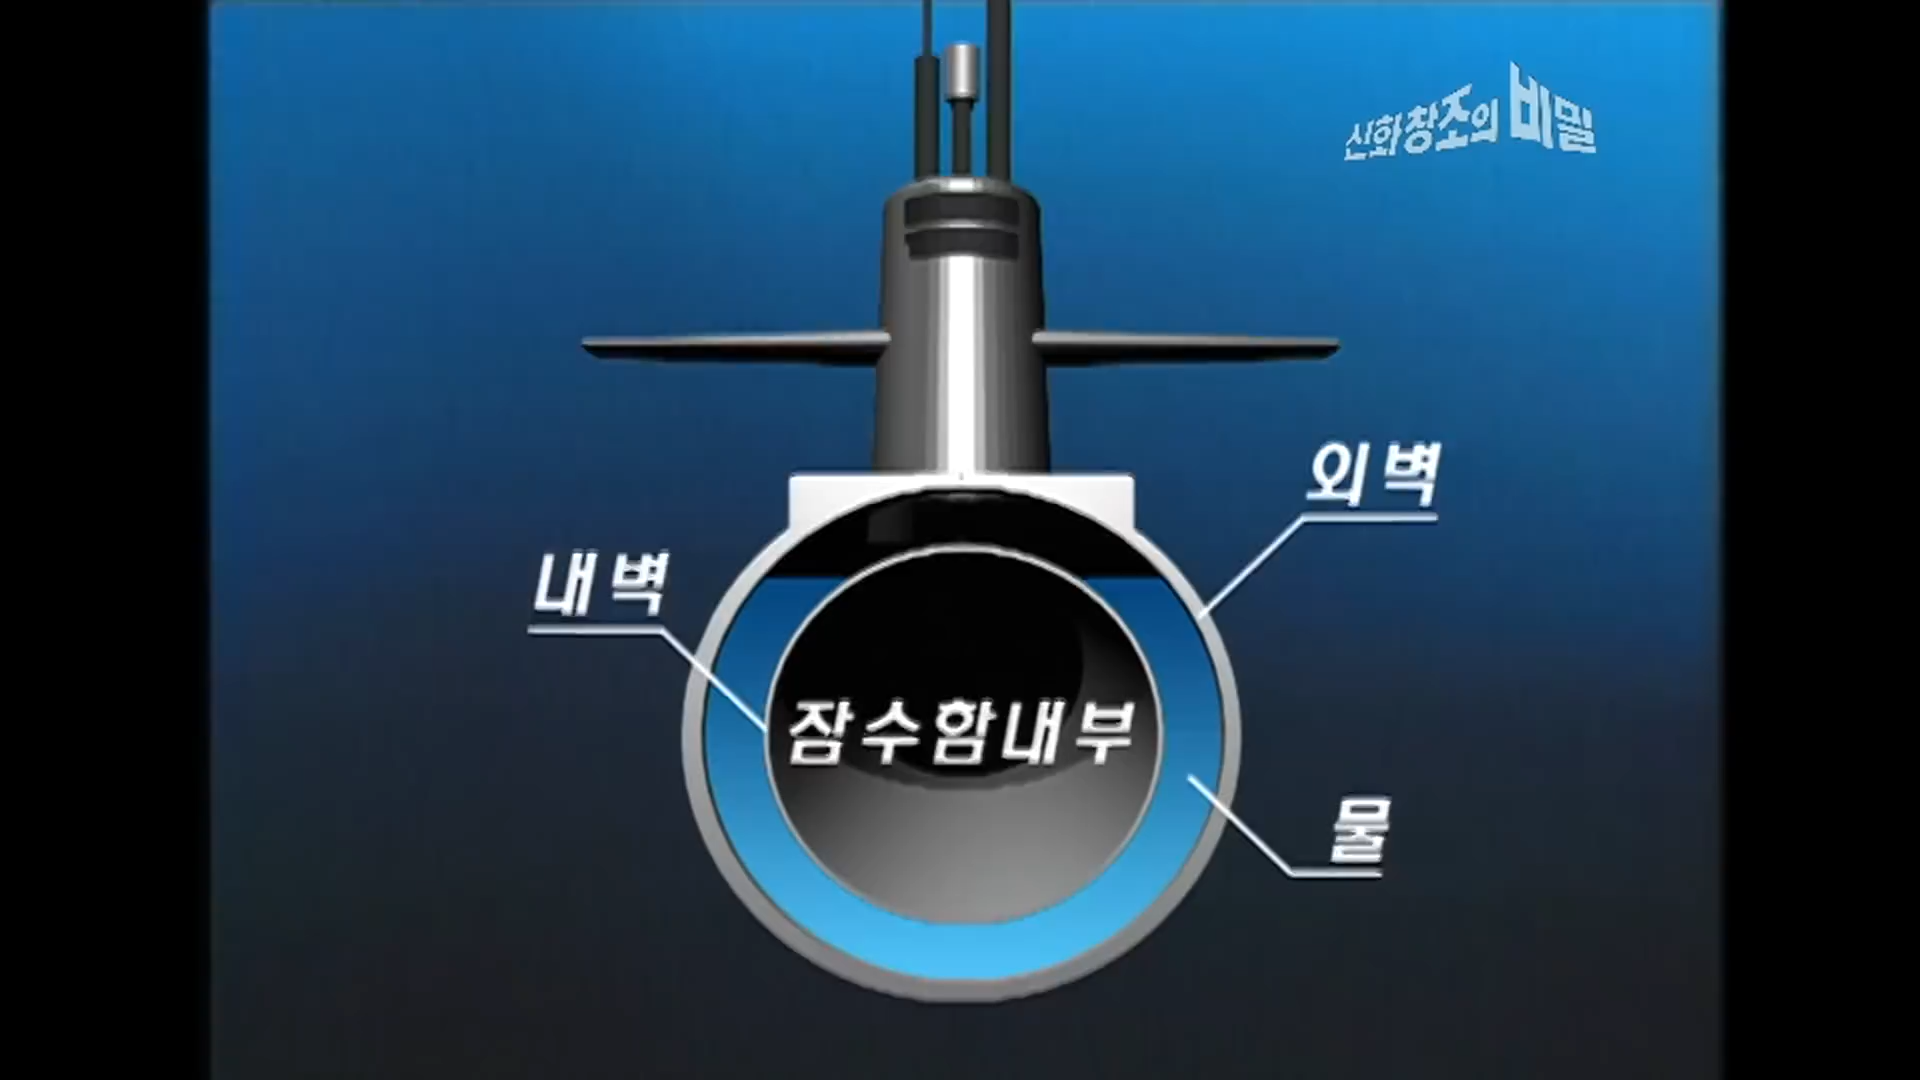 신화창조의 비밀
외벽
내벽
잠수함내부
물